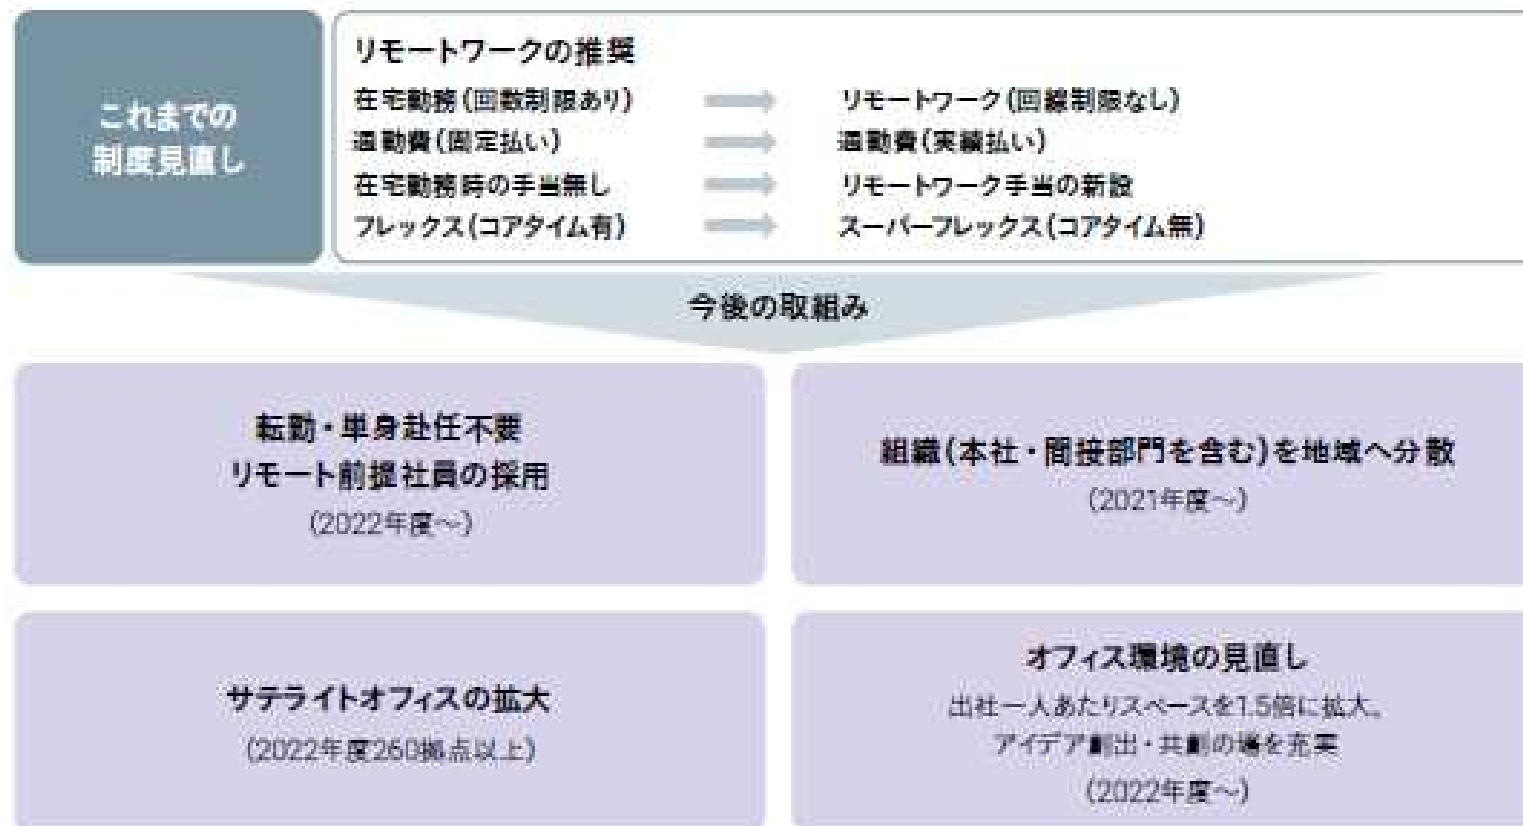 これまでの
制度見直し
リモートワークの推奨
在宅勤務(回数制限あり)
リモートワーク(回数制限なし)
通勤費(固定払い)
通勤費(実績払い)
在宅勤務時の手当無し
リモートワーク手当の新設
フレックス(コアタイム有)
スーパーフレックス(コアタイム無)
今後の取組み
転勤・単身赴任不要
リモート前提社員の採用
(2022年度~)
組織(本社・間接部門を含む)を地域へ分散
(2021年度~)
サテライトオフィスの拡大
(2022年度260拠点以上)
オフィス環境の見直し
出社一人あたりスペースを1.5倍に拡大。
アイデア創出・共創の場を充実
(2022年度~)